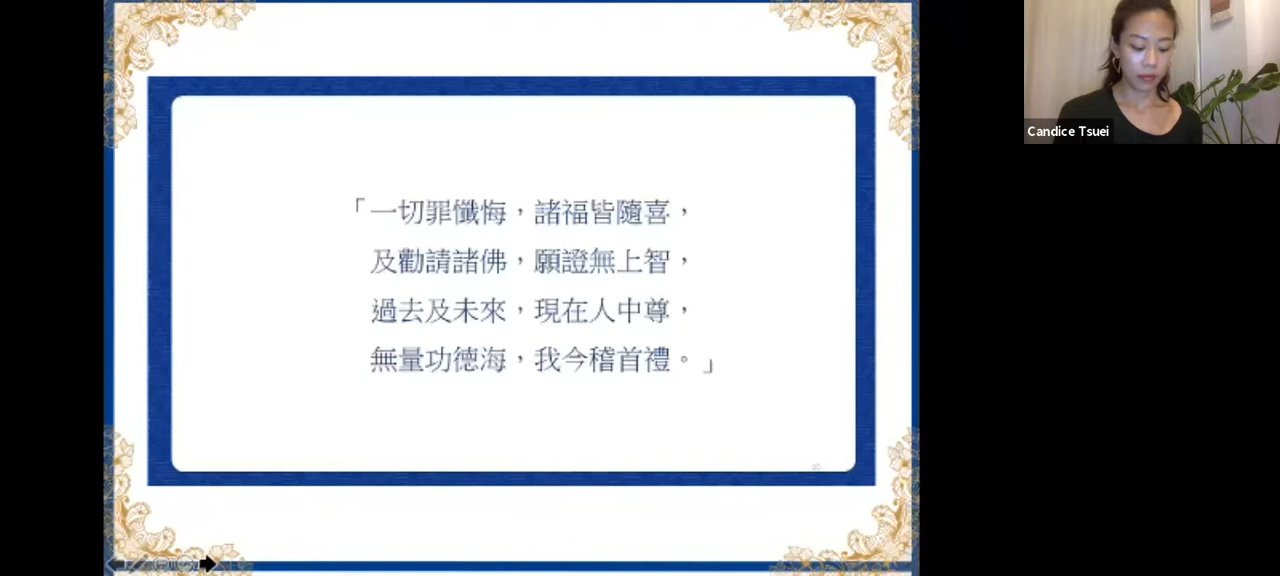 「一切罪懺悔，諸福皆隨喜，
及勸請諸佛，願證無上智，
過去及未來，現在人中尊，
無量功德海，我今稽首禮。」
Candice Tsuei